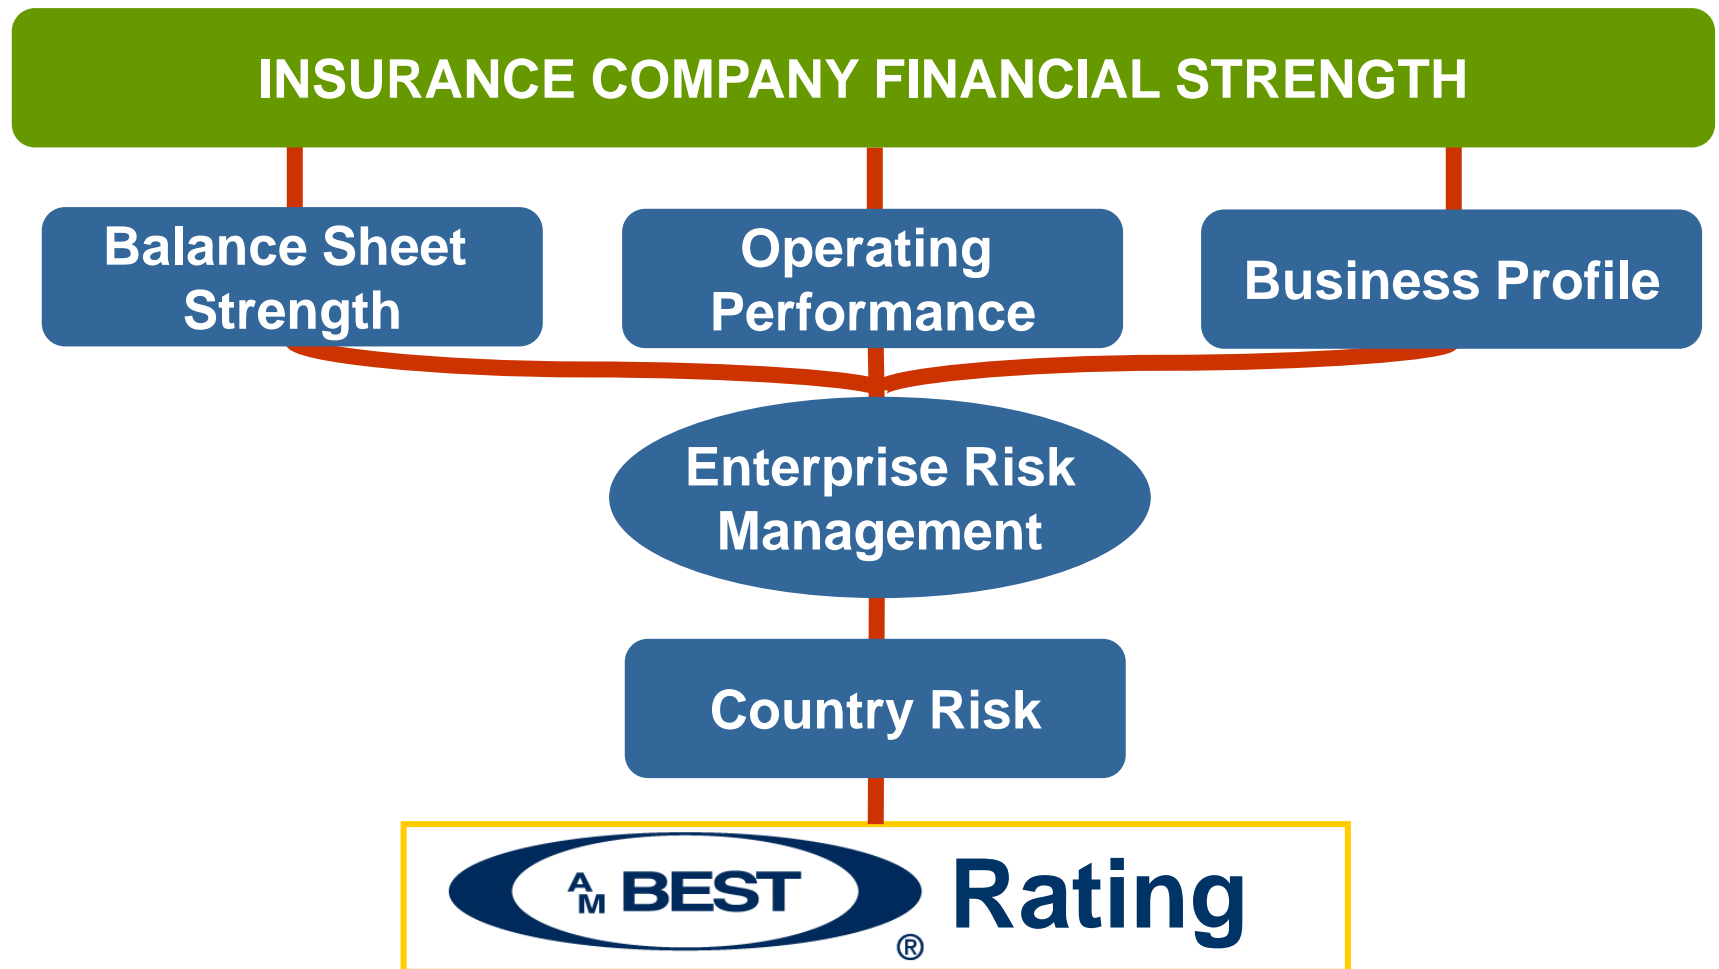 INSURANCE COMPANY FINANCIAL STRENGTH
Balance Sheet
Strength
Operating
Performance
Business Profile
Enterprise Risk
Management
Country Risk
AM BEST ® Rating